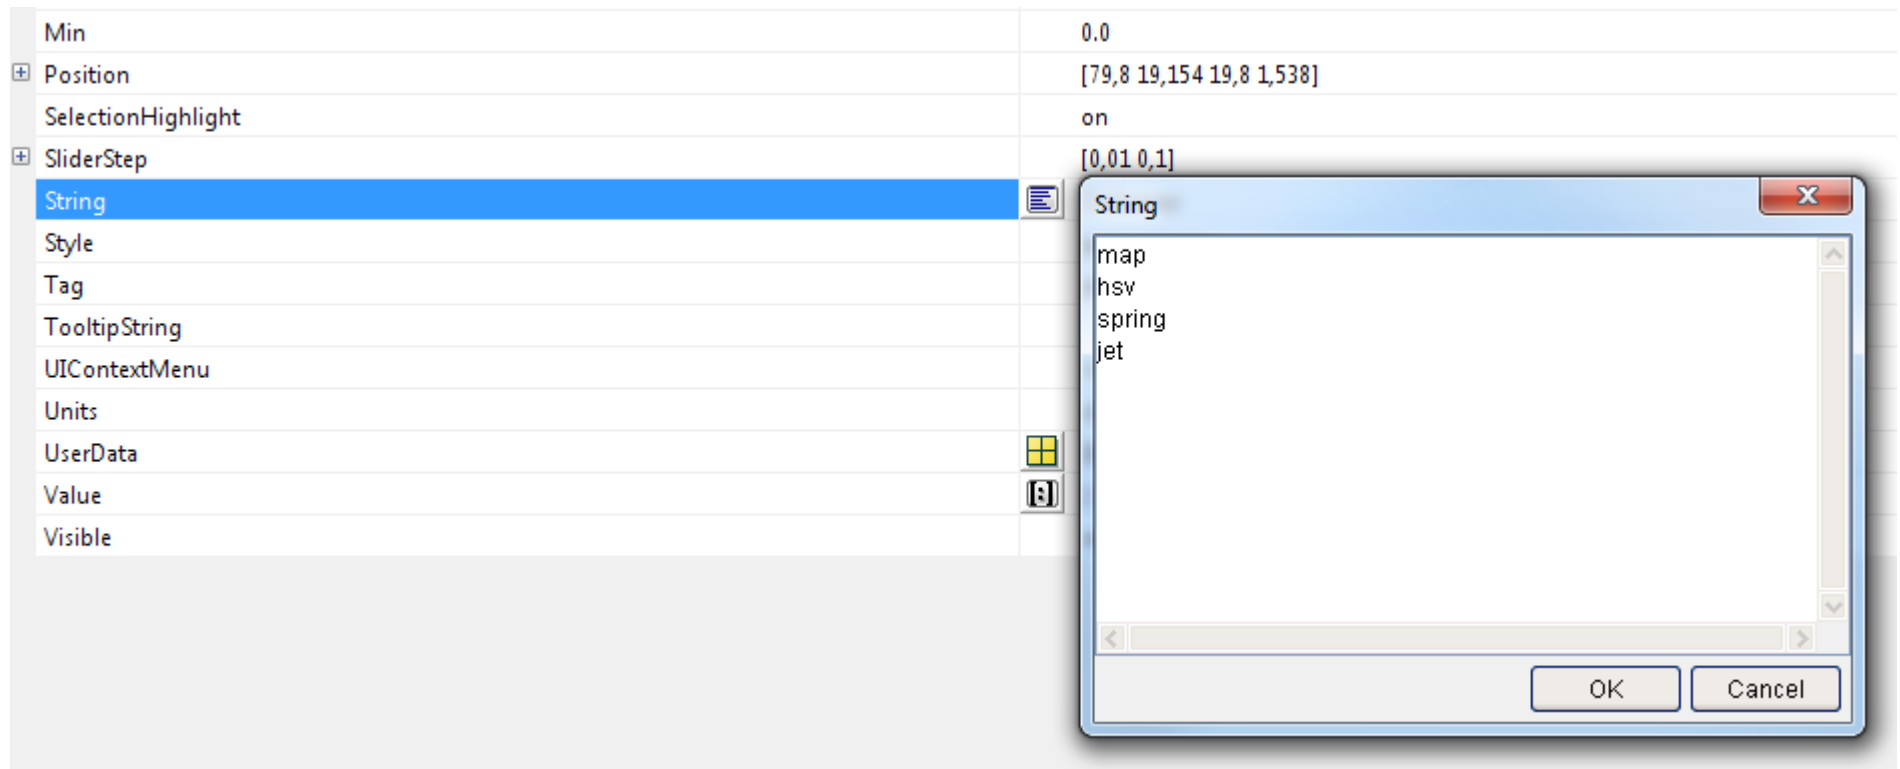 Min 0.0
Position [79,8 19,154 19,8 1,538]
SelectionHighlight on
SliderStep [0,01 0,1]
String
Style
Tag
TooltipString
UIContextMenu
Units
UserData
Value
Visible
String
map
hsv
spring
jet
OK Cancel